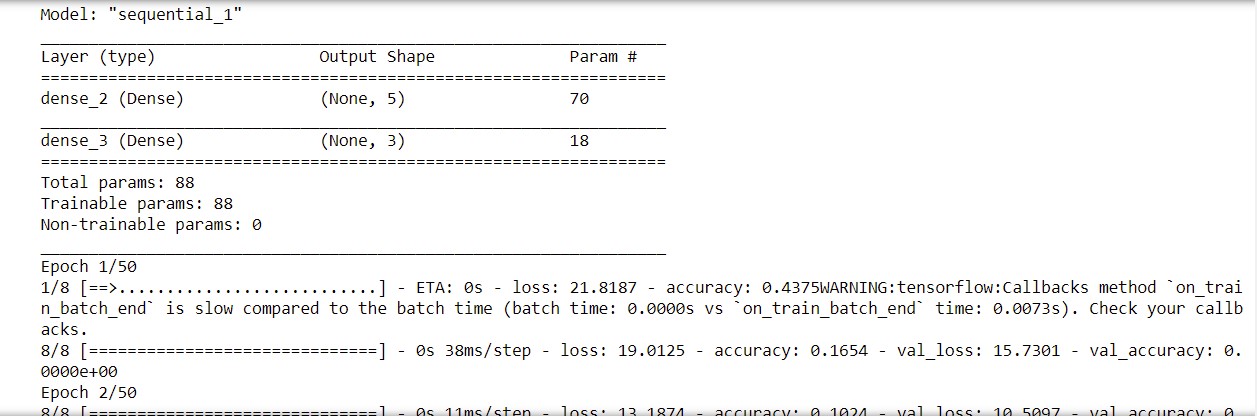 Model: "sequential_1"
Layer (type) Output Shape Param #
=================================================================
dense_2 (Dense) (None, 5) 70
dense_3 (Dense) (None, 3) 18
=================================================================
Total params: 88
Trainable params: 88
Non-trainable params: 0
Epoch 1/50
1/8 [==>...........................] - ETA: 0s - loss: 21.8187 - accuracy: 0.4375WARNING:tensorflow:Callbacks method `on_trai
n_batch_end` is slow compared to the batch time (batch time: 0.0000s vs `on_train_batch_end` time: 0.0073s). Check your callb
acks.
8/8 [==============================] - 0s 38ms/step - loss: 19.0125 - accuracy: 0.1654 - val_loss: 15.7301 - val_accuracy: 0.
0000e+00
Epoch 2/50
8/8 [==============================] - 0s 11ms/step - loss: 13.1874 - accuracy: 0.1024 - val_loss: 10.5097 - val_accuracy: 0.